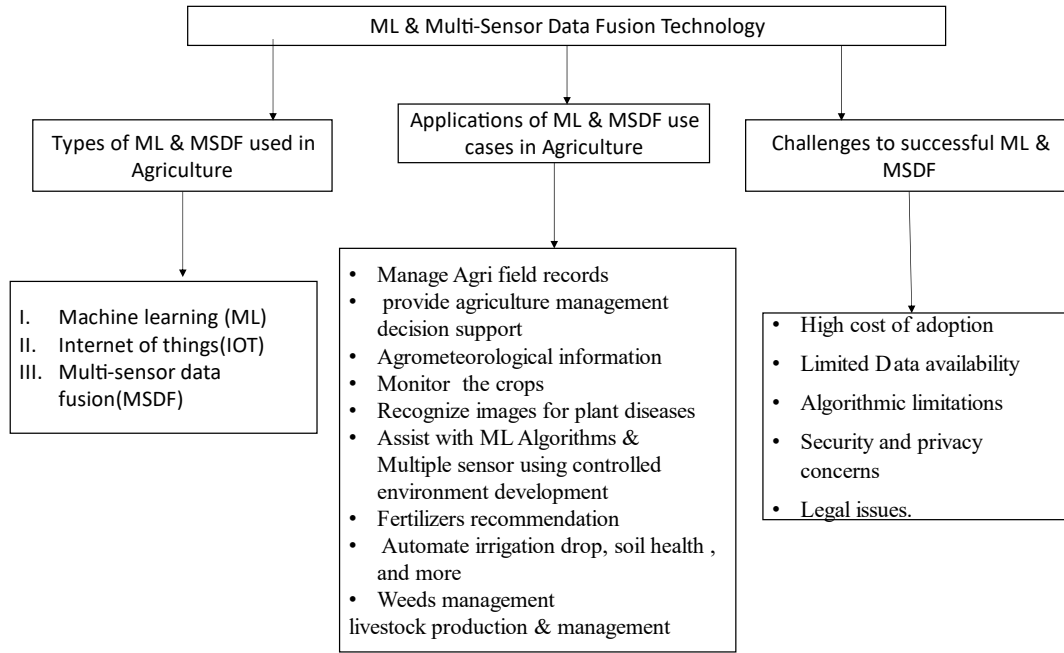 ML & Multi-Sensor Data Fusion Technology
Types of ML & MSDF used in
Agriculture
Applications of ML & MSDF use
cases in Agriculture
Challenges to successful ML &
MSDF
I. Machine learning (ML)
II. Internet of things(IOT)
III. Multi-sensor data
fusion(MSDF)
• Manage Agri field records
• provide agriculture management
decision support
• Agrometeorological information
• Monitor the crops
• Recognize images for plant diseases
• Assist with ML Algorithms &
Multiple sensor using controlled
environment development
• Fertilizers recommendation
• Automate irrigation drop, soil health ,
and more
• Weeds management
livestock production & management
• High cost of adoption
• Limited Data availability
• Algorithmic limitations
• Security and privacy
concerns
• Legal issues.